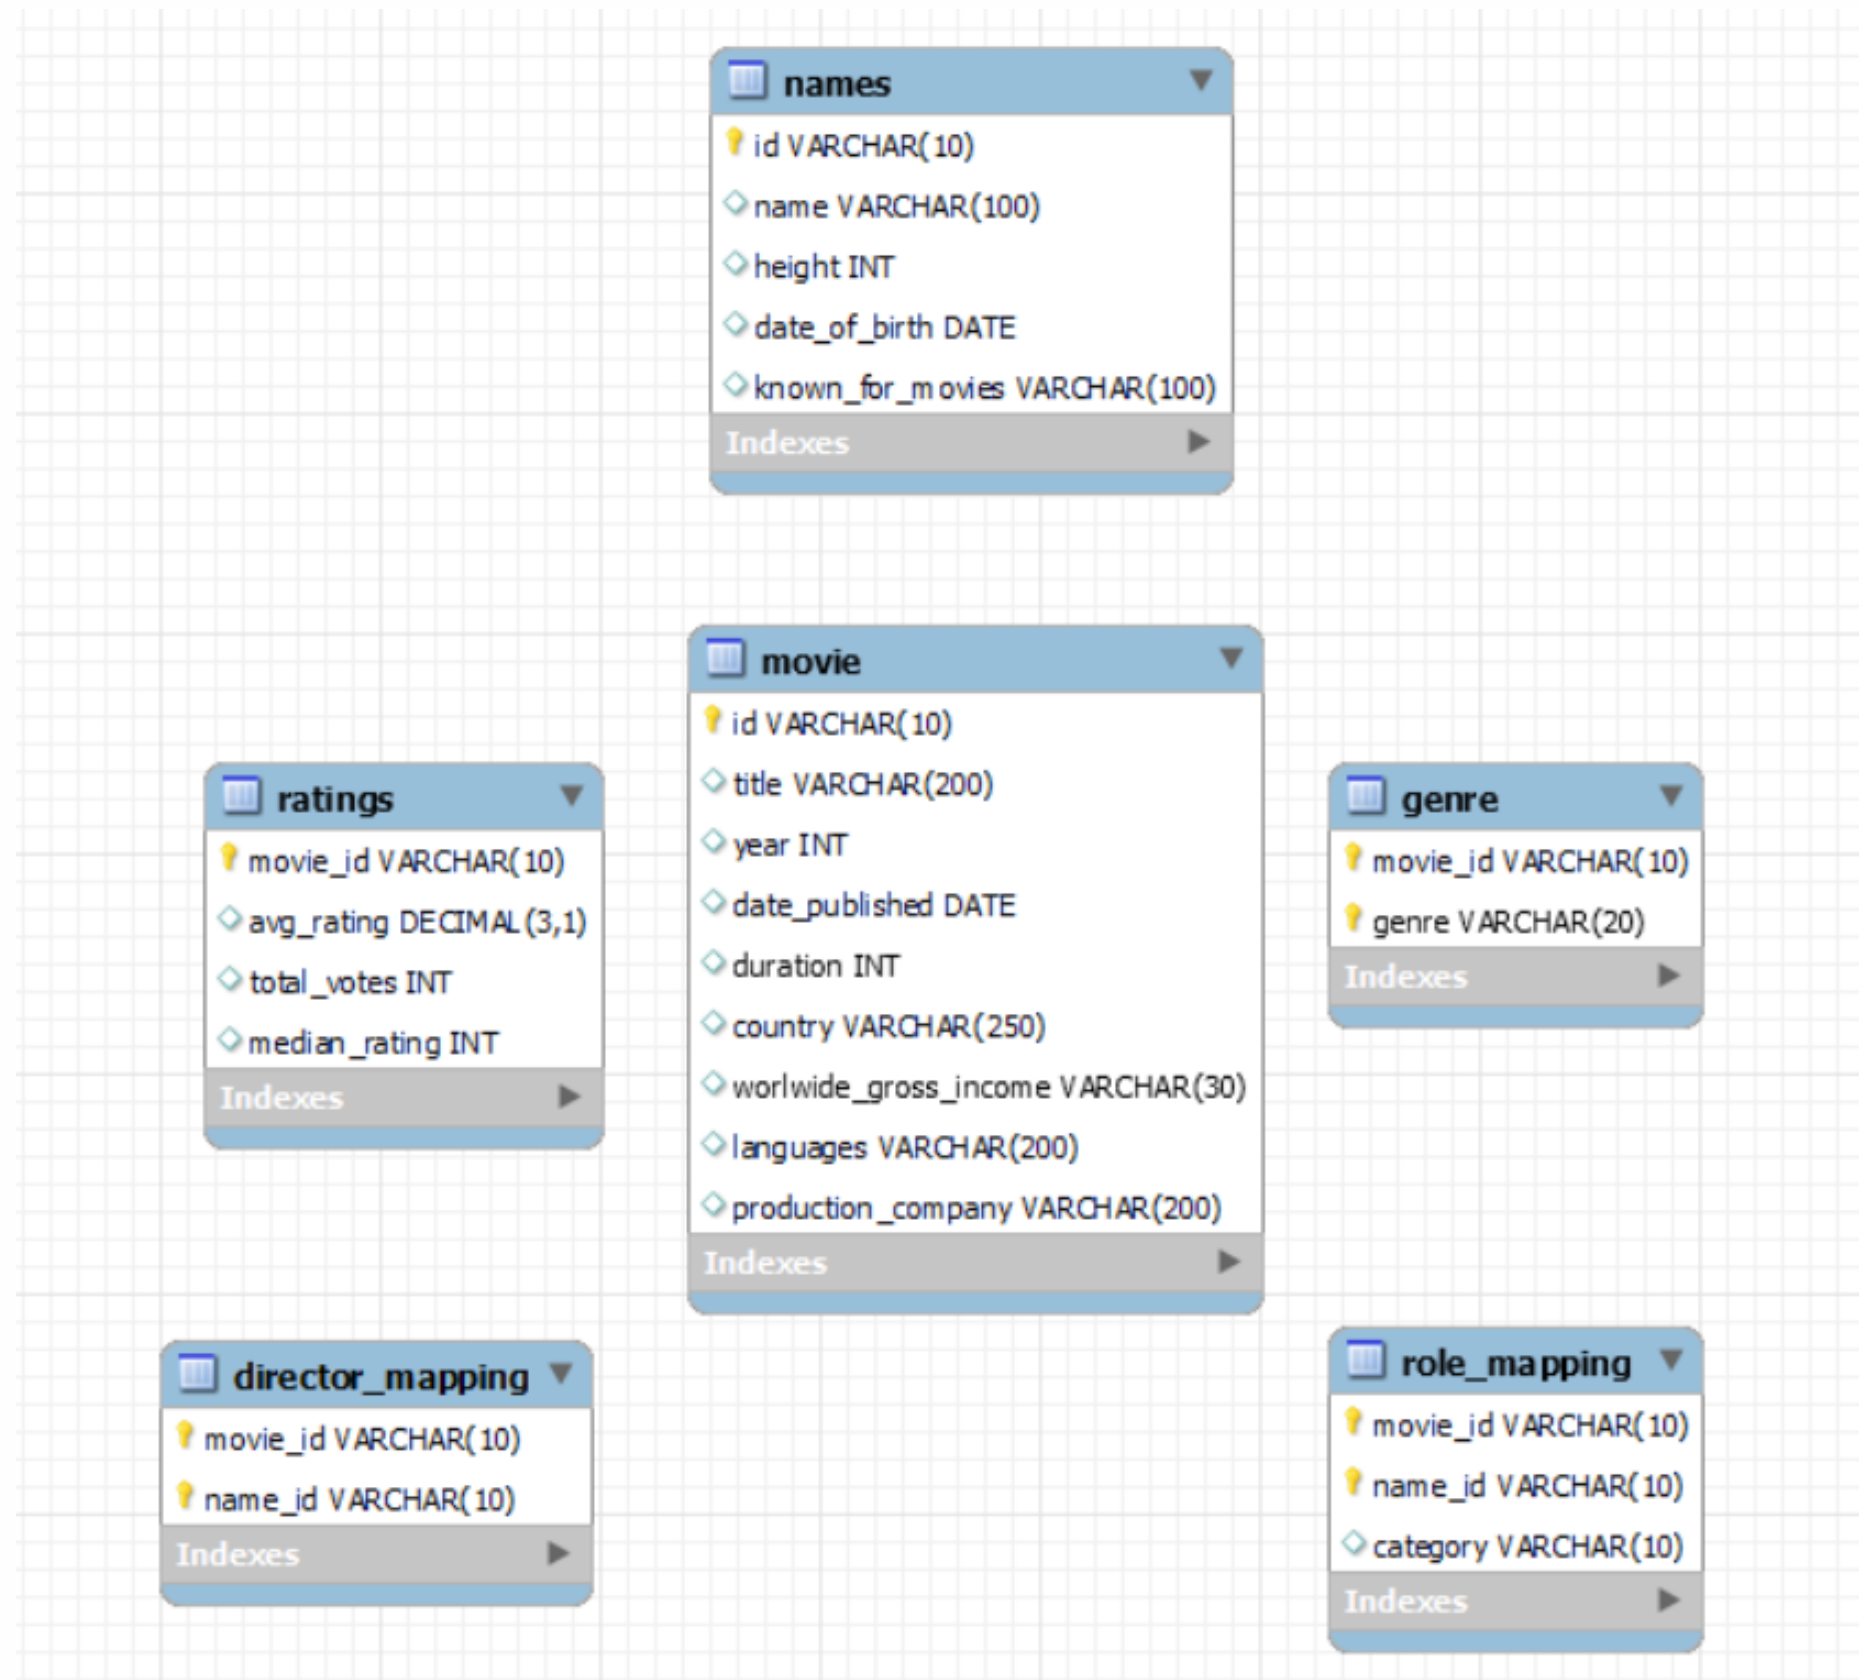 names
id VARCHAR(10)
name VARCHAR(100)
height INT
date_of_birth DATE
known_for_movies VARCHAR(100)
Indexes
movie
id VARCHAR(10)
title VARCHAR(200)
year INT
date_published DATE
duration INT
country VARCHAR(250)
worlwide_gross_income VARCHAR(30)
languages VARCHAR(200)
production_company VARCHAR(200)
Indexes
ratings
movie_id VARCHAR(10)
avg_rating DECIMAL(3,1)
total_votes INT
median_rating INT
Indexes
genre
movie_id VARCHAR(10)
genre VARCHAR(20)
Indexes
director_mapping
movie_id VARCHAR(10)
name_id VARCHAR(10)
Indexes
role_mapping
movie_id VARCHAR(10)
name_id VARCHAR(10)
category VARCHAR(10)
Indexes